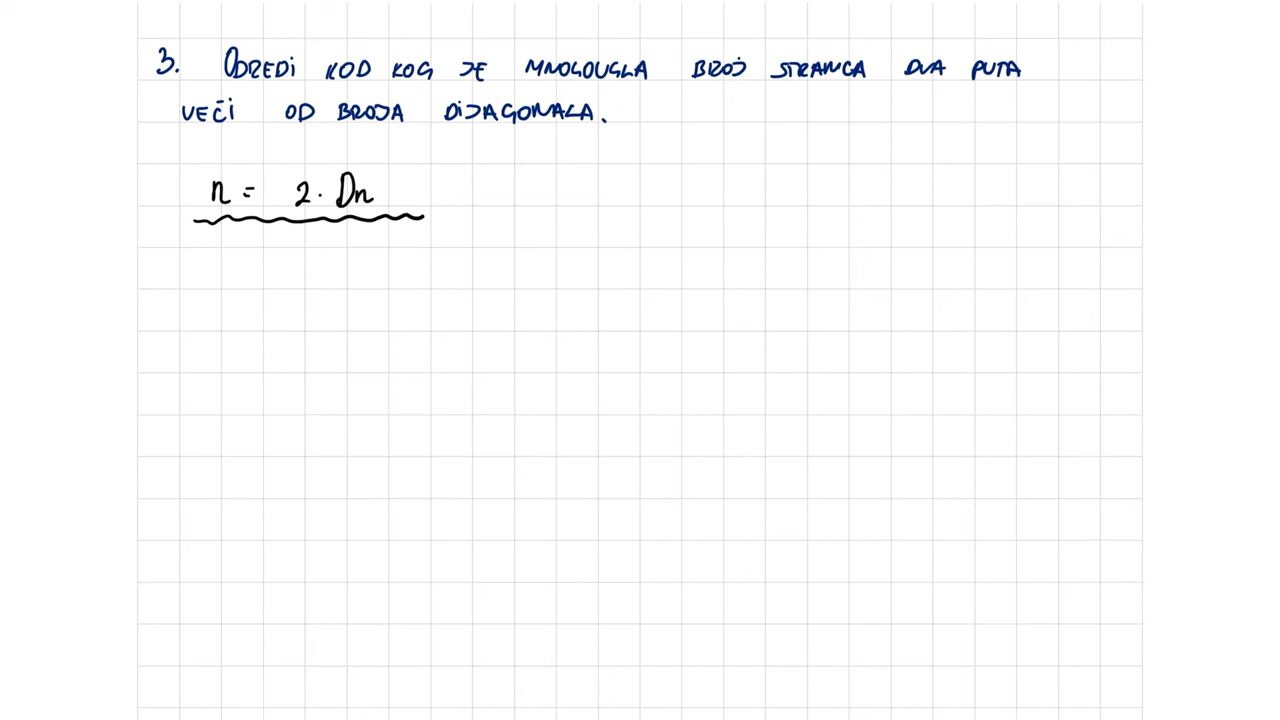 3. ODREDI KOD KOG JE MNOGOUGLA BROJ STRANICA DVA PUTA
VEĆI OD BROJA DIJAGONALA.
n = 2 · Dn